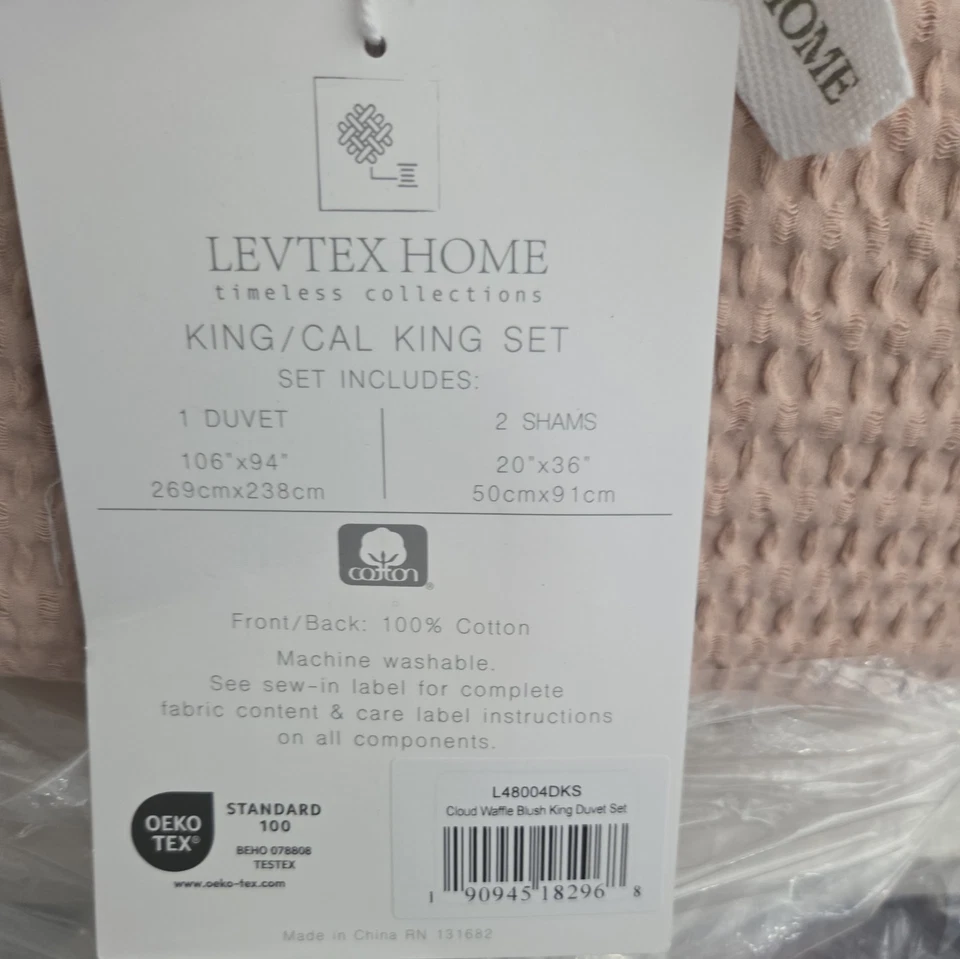 HOME
LEVTEX HOME
timeless collections
KING/CAL KING SET
SET INCLUDES:
1 DUVET
106"x94"
269cmx238cm
2 SHAMS
20"x36"
50cmx91cm
cotton®
Front/Back: 100% Cotton
Machine washable.
See sew-in label for complete
fabric content & care label instructions
on all components.
OEKO
TEX®
STANDARD
100
BEHO 078808
TESTEX
www.oeko-tex.com
L48004DKS
Cloud Waffle Blush King Duvet Set
1 90945 18296 8
Made in China RN 131682